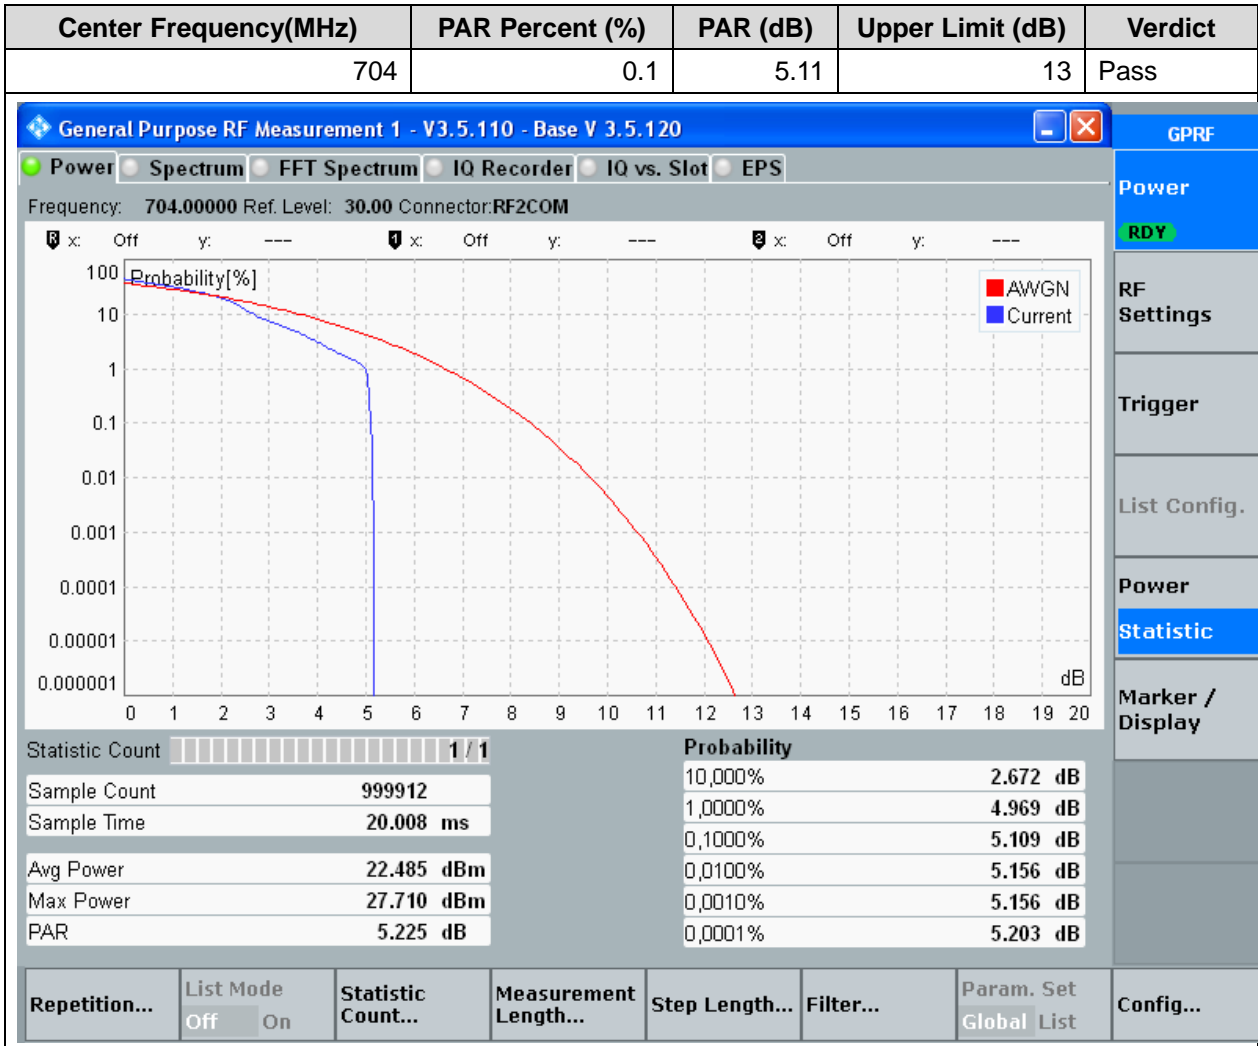 Center Frequency(MHz) PAR Percent (%) PAR (dB) Upper Limit (dB) Verdict
704 0.1 5.11 13 Pass
General Purpose RF Measurement 1 - V3.5.110 - Base V 3.5.120
GPRF
Power Spectrum FFT Spectrum IQ Recorder IQ vs. Slot EPS
Frequency: 704.00000 Ref. Level: 30.00 Connector:RF2COM
R x: Off y: --- 1 x: Off y: --- 2 x: Off y: ---
Probability[%]
100
10
1
0.1
0.01
0.001
0.0001
0.00001
0.000001
AWGN
Current
dB
0 1 2 3 4 5 6 7 8 9 10 11 12 13 14 15 16 17 18 19 20
Statistic Count 1 / 1
Sample Count 999912
Sample Time 20.008 ms
Avg Power 22.485 dBm
Max Power 27.710 dBm
PAR 5.225 dB
Probability
10,000% 2.672 dB
1,0000% 4.969 dB
0,1000% 5.109 dB
0,0100% 5.156 dB
0,0010% 5.156 dB
0,0001% 5.203 dB
Power
RDY
RF
Settings
Trigger
List Config.
Power
Statistic
Marker /
Display
Repetition...
List Mode
Off On
Statistic
Count...
Measurement
Length...
Step Length...
Filter...
Param. Set
Global List
Config...